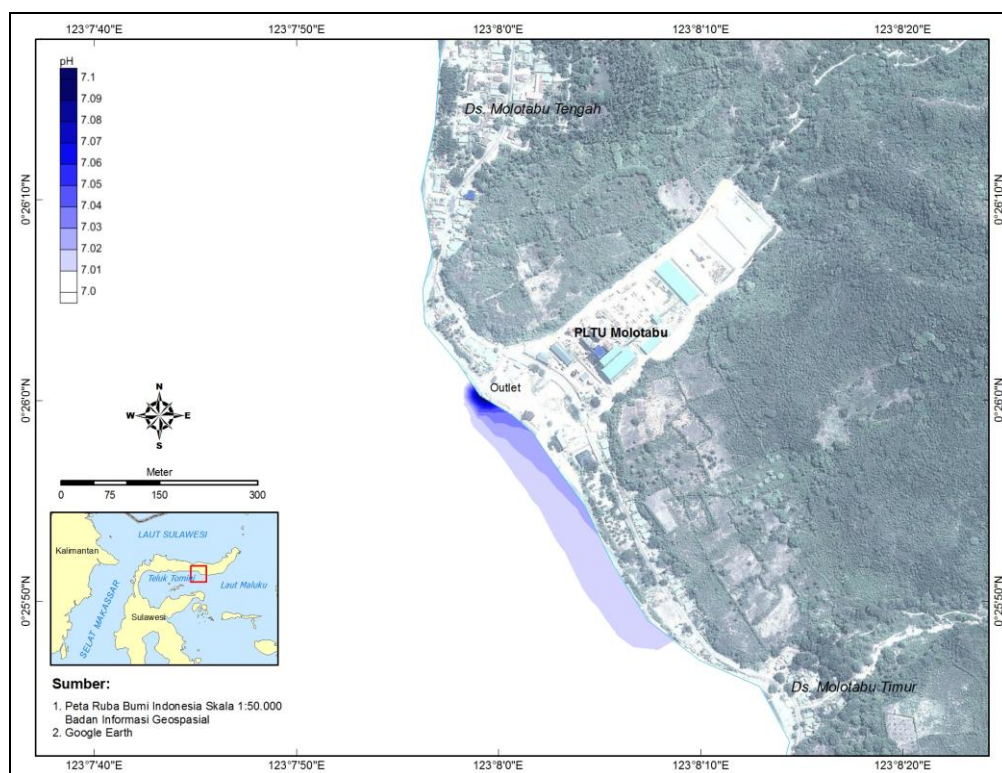 123°7'40"E
123°7'50"E
123°8'0"E
123°8'10"E
123°8'20"E
pH
7.1
7.09
7.08
7.07
7.06
7.05
7.04
7.03
7.02
7.01
7.0
Ds. Molotabu Tengah
0°26'10"N
0°26'10"N
PLTU Molotabu
Outlet
0°26'0"N
0°26'0"N
N
W E
S
Meter
0 75 150 300
LAUT SULAWESI
Kalimantan
Teluk Tomini
Laut Maluku
SELAT MAKASSAR
Sulawesi
0°25'50"N
0°25'50"N
Sumber:
1. Peta Ruba Bumi Indonesia Skala 1:50.000
Badan Informasi Geospasial
2. Google Earth
Ds. Molotabu Timur
123°7'40"E
123°7'50"E
123°8'0"E
123°8'10"E
123°8'20"E